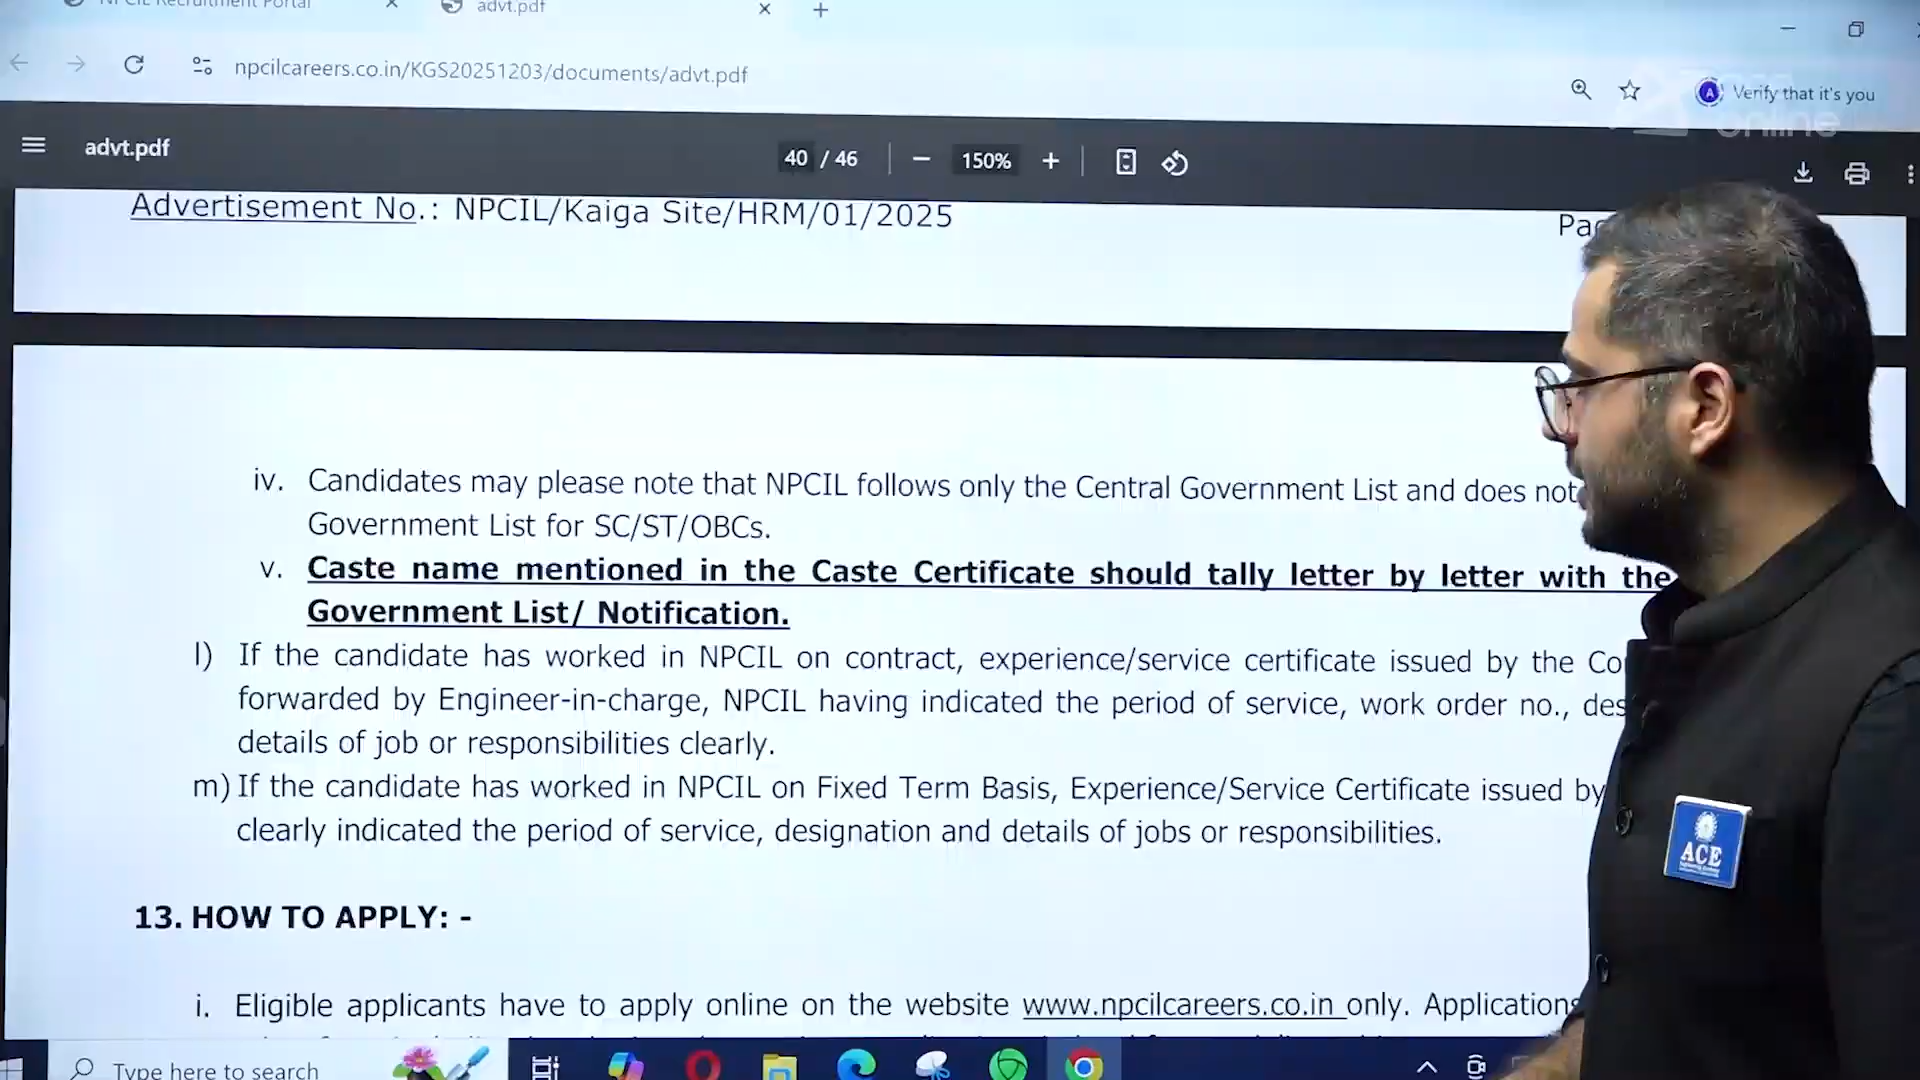 NPCIL Recruitment Portal
advt.pdf
npcilcareers.co.in/KGS20251203/documents/advt.pdf
Verify that it's you
online
advt.pdf
40 / 46
150%
Advertisement No.: NPCIL/Kaiga Site/HRM/01/2025
iv. Candidates may please note that NPCIL follows only the Central Government List and does not
Government List for SC/ST/OBCs.
v. Caste name mentioned in the Caste Certificate should tally letter by letter with the
Government List/ Notification.
l) If the candidate has worked in NPCIL on contract, experience/service certificate issued by the
forwarded by Engineer-in-charge, NPCIL having indicated the period of service, work order no.,
details of job or responsibilities clearly.
m) If the candidate has worked in NPCIL on Fixed Term Basis, Experience/Service Certificate issued by
clearly indicated the period of service, designation and details of jobs or responsibilities.
13. HOW TO APPLY: -
i. Eligible applicants have to apply online on the website www.npcilcareers.co.in only. Applications
Type here to search
ACE